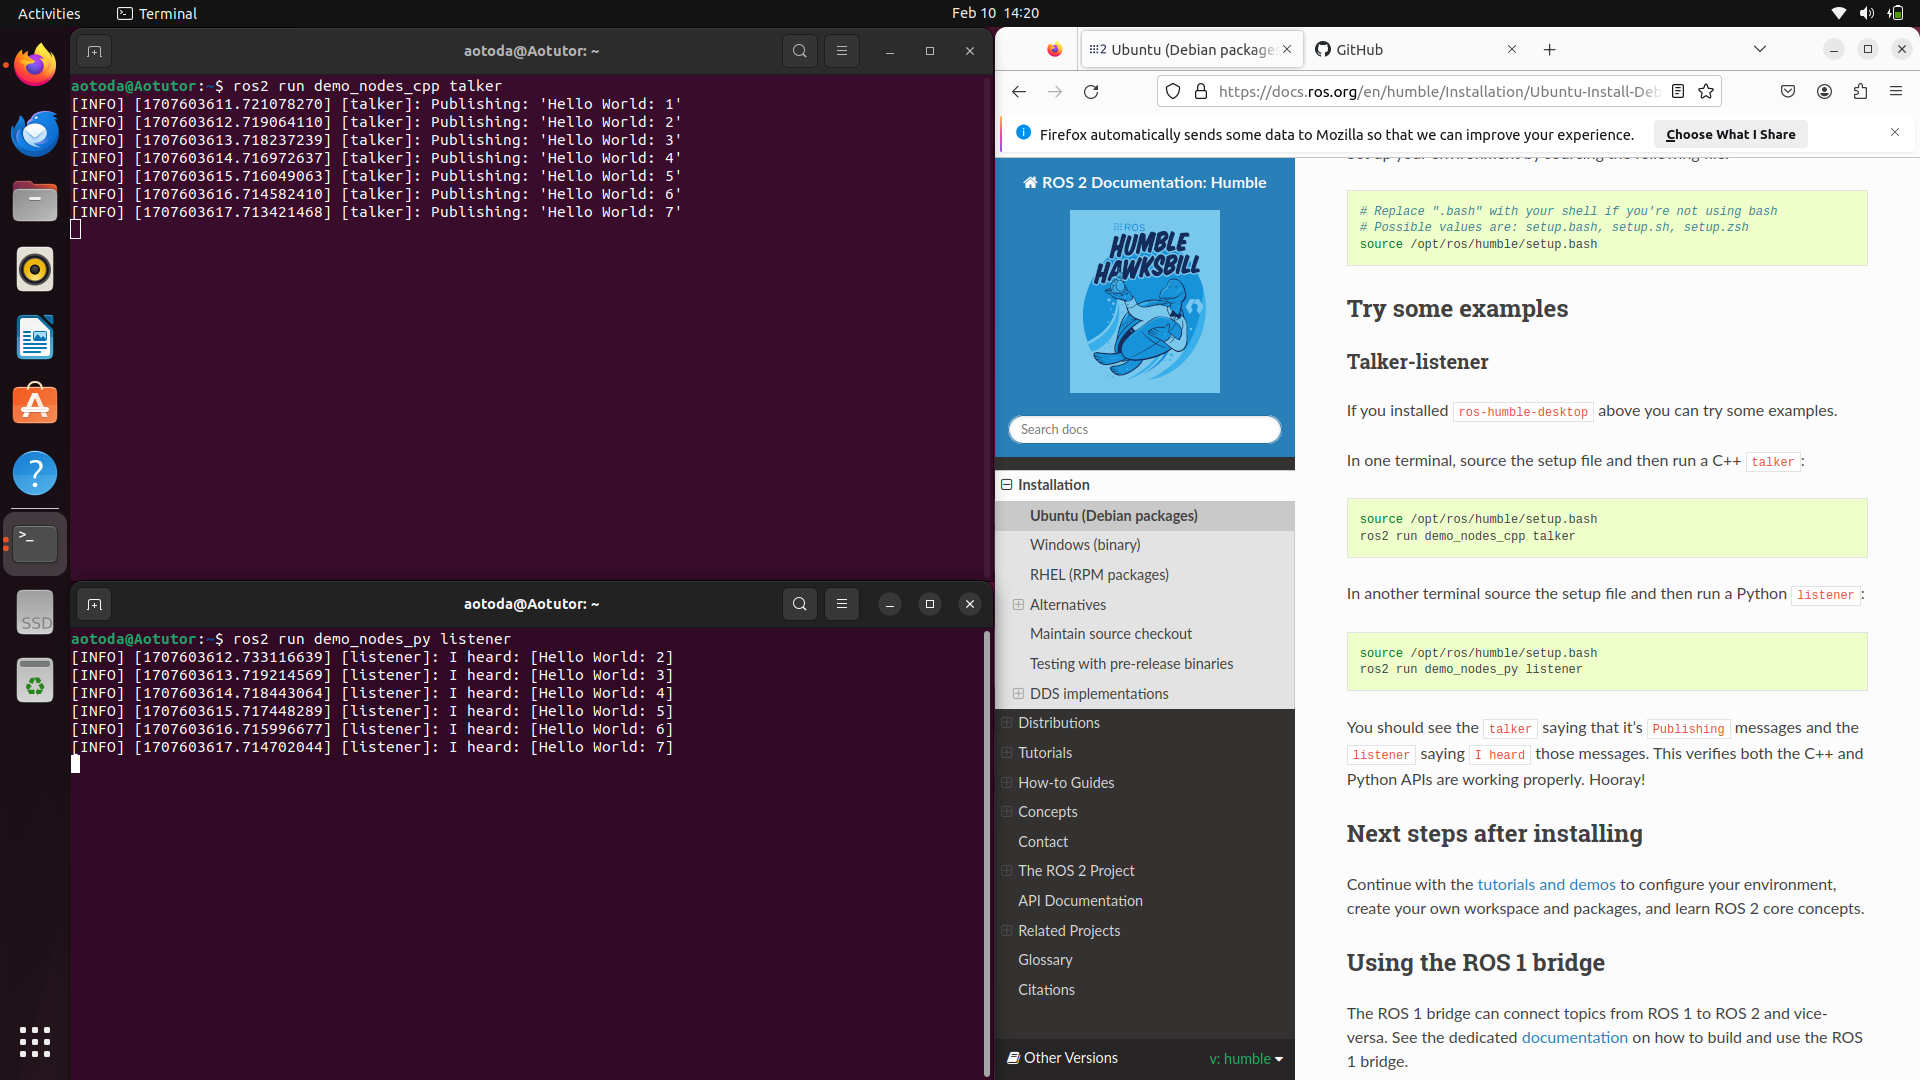 Activities
Terminal
Feb 10 14:20
aotoda@Aotutor: ~
aotoda@Aotutor:~$ ros2 run demo_nodes_cpp talker
[INFO] [1707603611.721078270] [talker]: Publishing: 'Hello World: 1'
[INFO] [1707603612.719064110] [talker]: Publishing: 'Hello World: 2'
[INFO] [1707603613.718237239] [talker]: Publishing: 'Hello World: 3'
[INFO] [1707603614.716972637] [talker]: Publishing: 'Hello World: 4'
[INFO] [1707603615.716049063] [talker]: Publishing: 'Hello World: 5'
[INFO] [1707603616.714582410] [talker]: Publishing: 'Hello World: 6'
[INFO] [1707603617.713421468] [talker]: Publishing: 'Hello World: 7'
SSD
aotoda@Aotutor: ~
aotoda@Aotutor:~$ ros2 run demo_nodes_py listener
[INFO] [1707603612.733116639] [listener]: I heard: [Hello World: 2]
[INFO] [1707603613.719214569] [listener]: I heard: [Hello World: 3]
[INFO] [1707603614.718443064] [listener]: I heard: [Hello World: 4]
[INFO] [1707603615.717448289] [listener]: I heard: [Hello World: 5]
[INFO] [1707603616.715996677] [listener]: I heard: [Hello World: 6]
[INFO] [1707603617.714702044] [listener]: I heard: [Hello World: 7]
2 Ubuntu (Debian packages
GitHub
https://docs.ros.org/en/humble/Installation/Ubuntu-Install-Deb
Firefox automatically sends some data to Mozilla so that we can improve your experience.
Choose What I Share
ROS 2 Documentation: Humble
ROS
HUMBLE
HAWKSBILL
Search docs
Installation
Ubuntu (Debian packages)
Windows (binary)
RHEL (RPM packages)
Alternatives
Maintain source checkout
Testing with pre-release binaries
DDS implementations
Distributions
Tutorials
How-to Guides
Concepts
Contact
The ROS 2 Project
API Documentation
Related Projects
Glossary
Citations
Other Versions
v: humble
Set up your environment by sourcing the following file.
# Replace ".bash" with your shell if you're not using bash
# Possible values are: setup.bash, setup.sh, setup.zsh
source /opt/ros/humble/setup.bash
Try some examples
Talker-listener
If you installed ros-humble-desktop above you can try some examples.
In one terminal, source the setup file and then run a C++ talker:
source /opt/ros/humble/setup.bash
ros2 run demo_nodes_cpp talker
In another terminal source the setup file and then run a Python listener:
source /opt/ros/humble/setup.bash
ros2 run demo_nodes_py listener
You should see the talker saying that it's Publishing messages and the
listener saying I heard those messages. This verifies both the C++ and
Python APIs are working properly. Hooray!
Next steps after installing
Continue with the tutorials and demos to configure your environment,
create your own workspace and packages, and learn ROS 2 core concepts.
Using the ROS 1 bridge
The ROS 1 bridge can connect topics from ROS 1 to ROS 2 and vice-
versa. See the dedicated documentation on how to build and use the ROS
1 bridge.